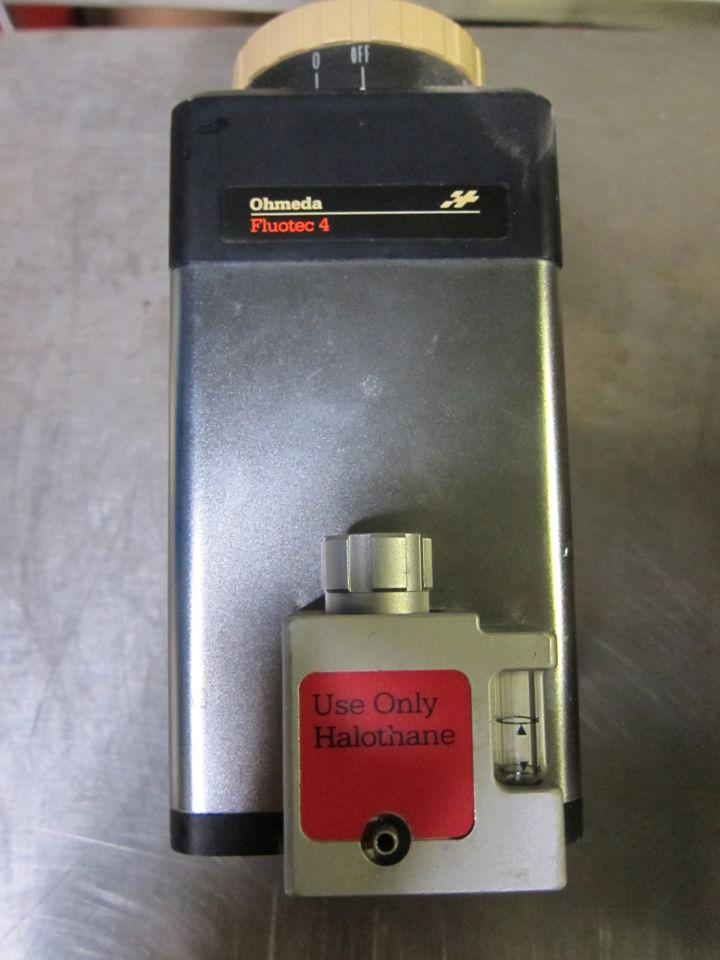 0 OFF
Ohmeda
Fluotec 4
Use Only
Halothane